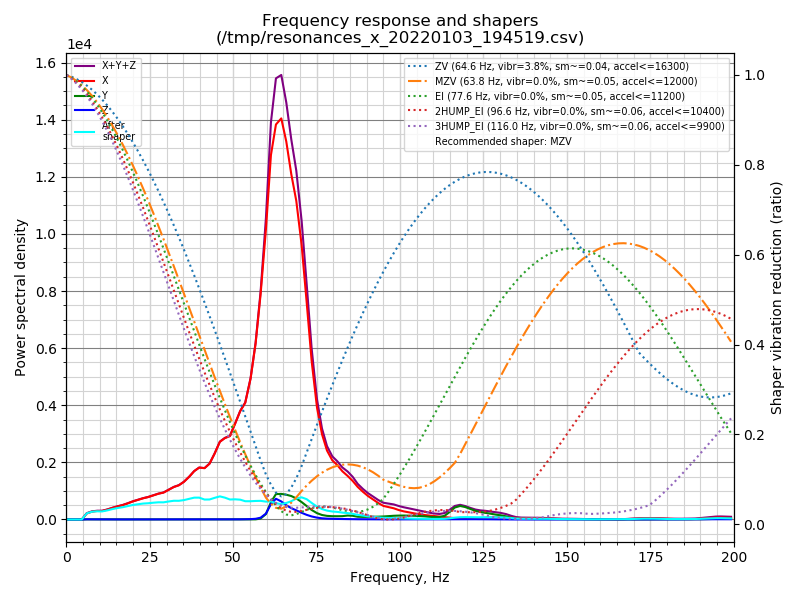 Frequency response and shapers
(/tmp/resonances_x_20220103_194519.csv)
1e4
X+Y+Z
X
Y
Z
After
shaper
ZV (64.6 Hz, vibr=3.8%, sm~=0.04, accel<=16300)
MZV (63.8 Hz, vibr=0.0%, sm~=0.05, accel<=12000)
EI (77.6 Hz, vibr=0.0%, sm~=0.05, accel<=11200)
2HUMP_EI (96.6 Hz, vibr=0.0%, sm~=0.06, accel<=10400)
3HUMP_EI (116.0 Hz, vibr=0.0%, sm~=0.06, accel<=9900)
Recommended shaper: MZV
Power spectral density
1.6
1.4
1.2
1.0
0.8
0.6
0.4
0.2
0.0
1.0
0.8
0.6
0.4
0.2
0.0
Shaper vibration reduction (ratio)
0 25 50 75 100 125 150 175 200
Frequency, Hz